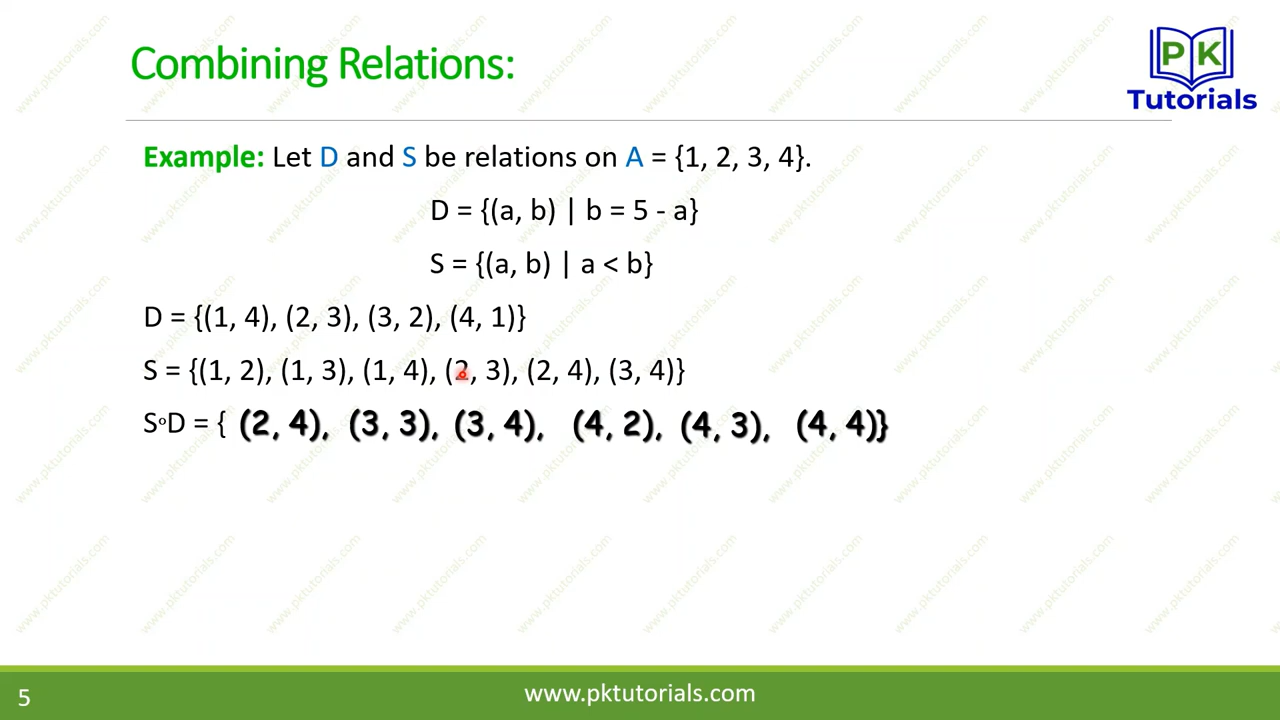 Combining Relations:
PK
Tutorials
Example: Let D and S be relations on A = {1, 2, 3, 4}.
D = {(a, b) | b = 5 - a}
S = {(a, b) | a < b}
D = {(1, 4), (2, 3), (3, 2), (4, 1)}
S = {(1, 2), (1, 3), (1, 4), (2, 3), (2, 4), (3, 4)}
S°D = { (2, 4), (3, 3), (3, 4), (4, 2), (4, 3), (4, 4)}
5
www.pktutorials.com